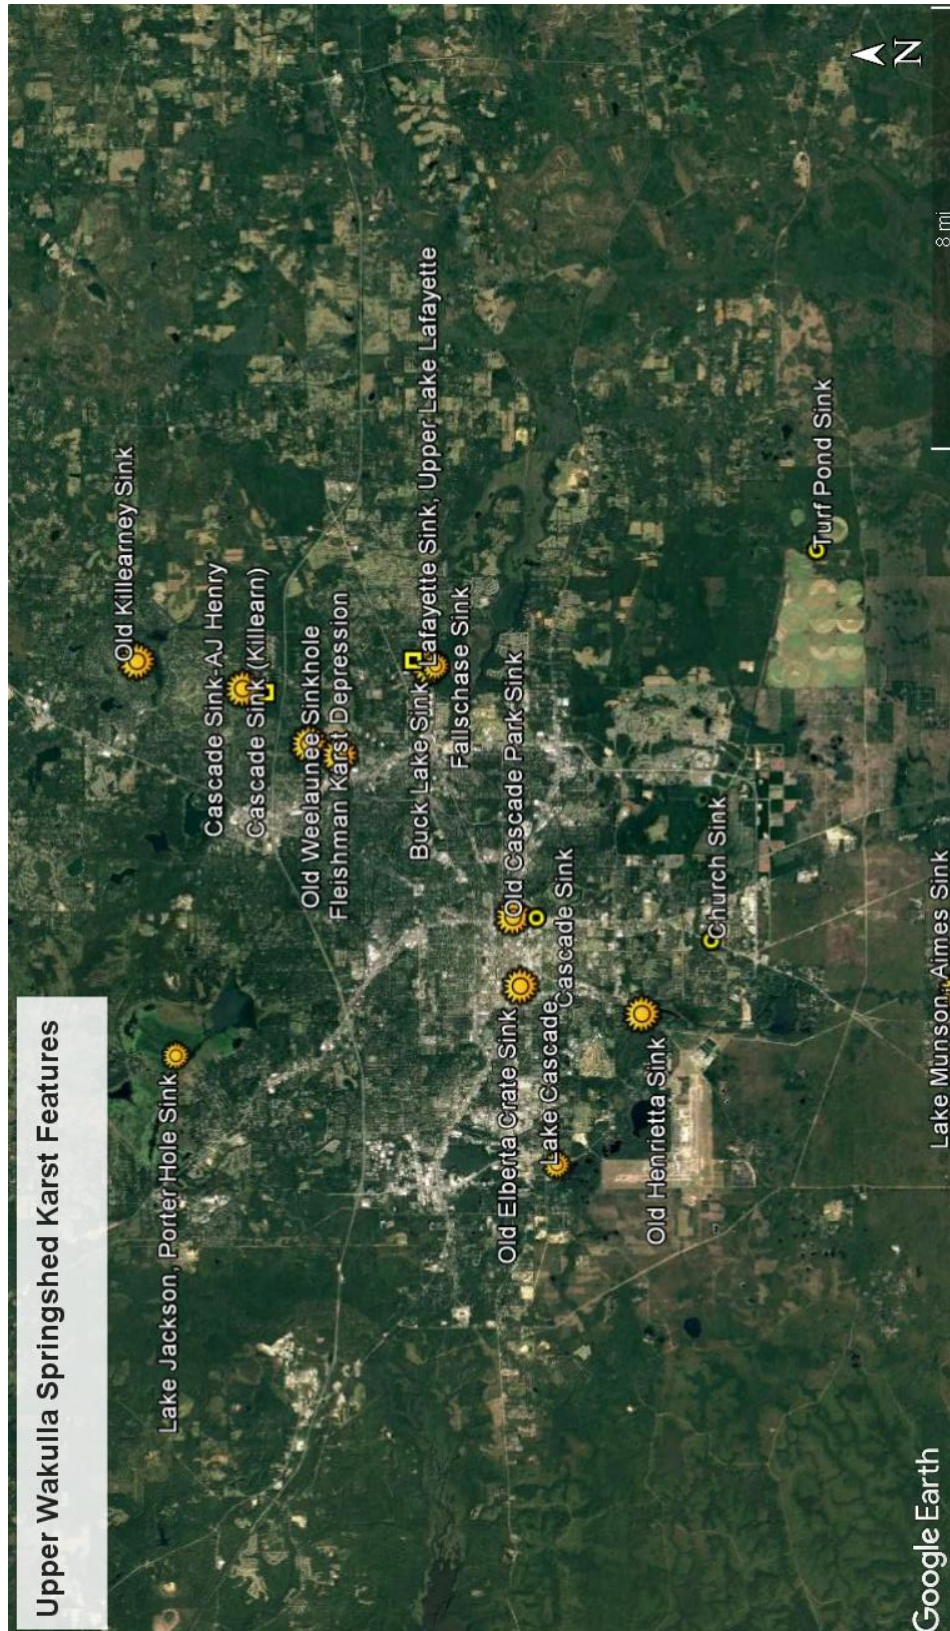 Upper Wakulla Springshed Karst Features
Old Killearney Sink
Lake Jackson, Porter Hole Sink
Cascade Sink-AJ Henry
Cascade Sink (Killearn)
Old Weelaunee Sinkhole
Fleishman Karst Depression
Buck Lake Sink
Lafayette Sink, Upper Lake Lafayette
Fallschase Sink
Old Elberta Crate Sink
Old Cascade Park Sink
Lake Cascade
Cascade Sink
Old Henrietta Sink
Church Sink
Turf Pond Sink
Lake Munson, Aimes Sink
Google Earth
8 mi
N